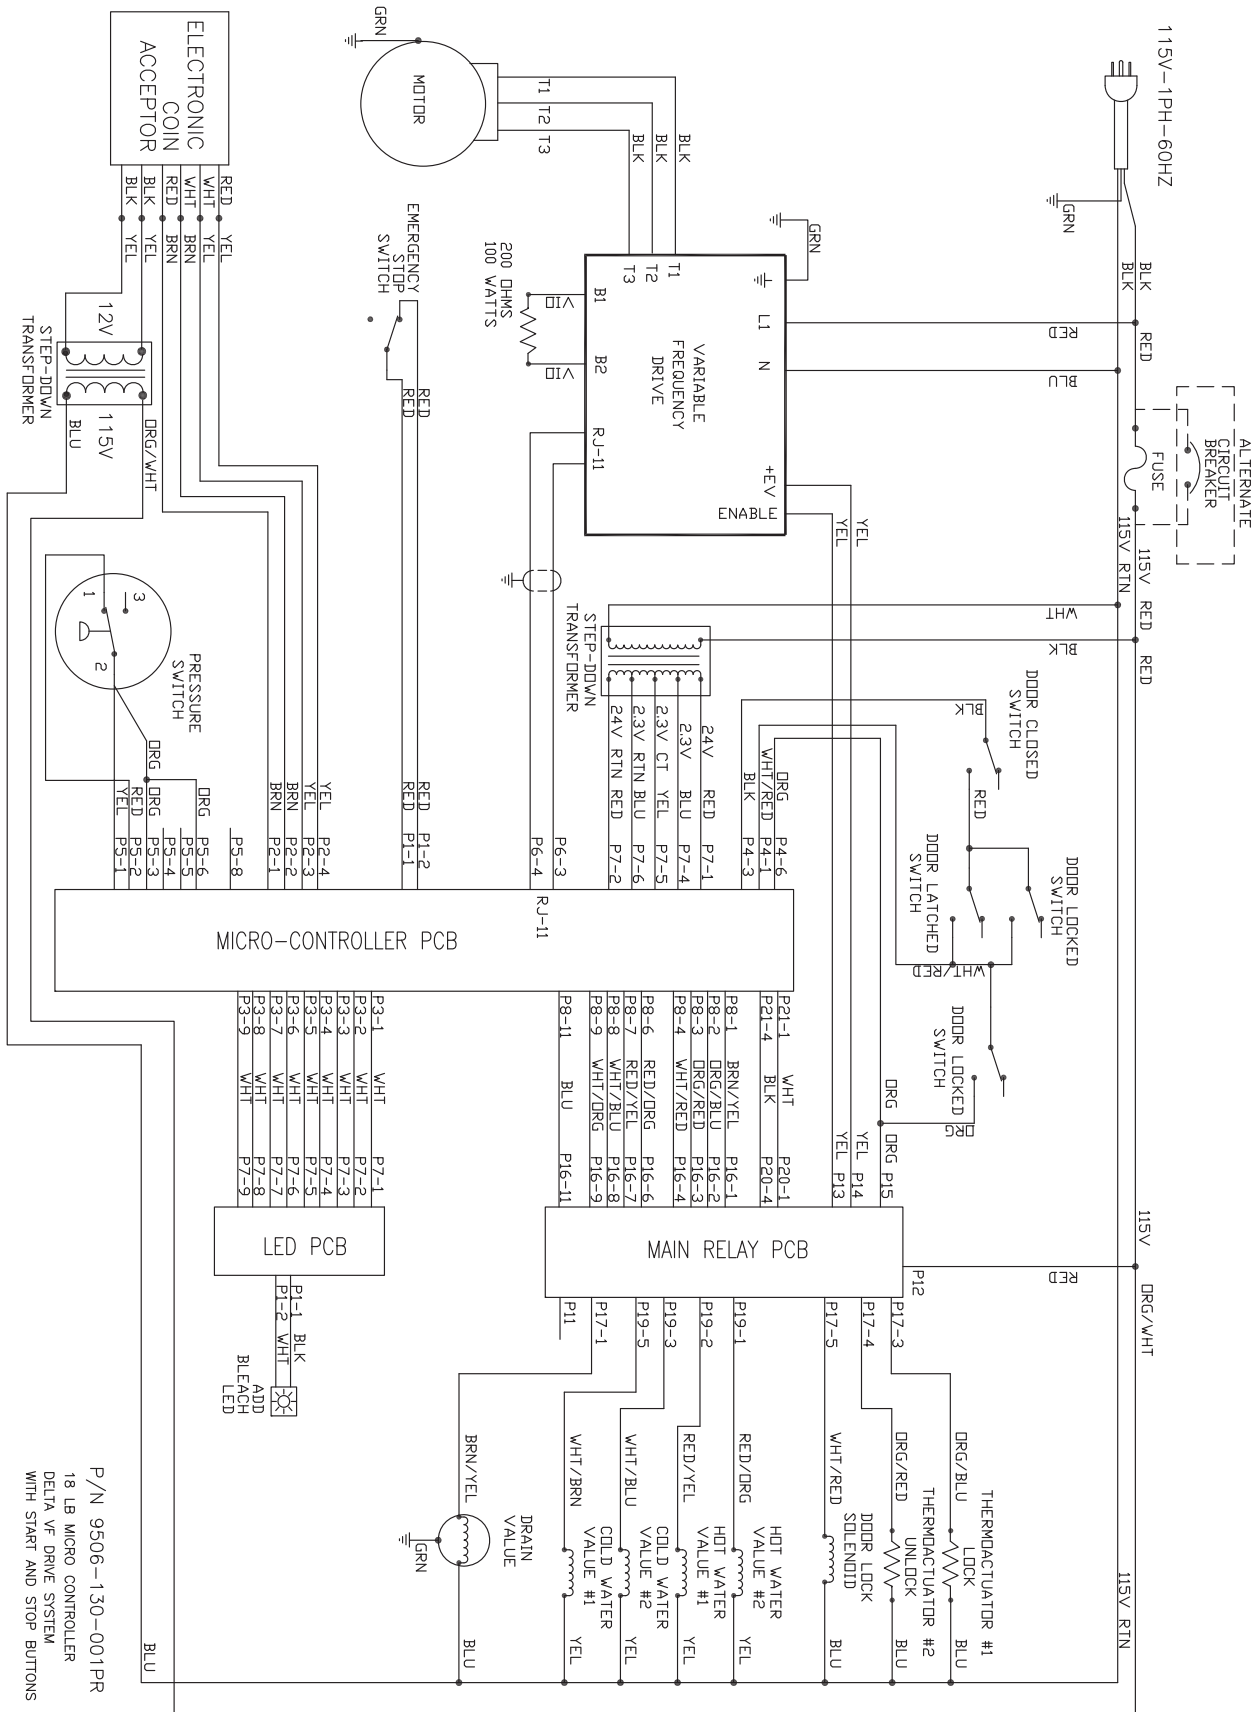 115V-1PH-60HZ
GRN
BLK
BLK
RED
RED
BLU
ALTERNATE
CIRCUIT
BREAKER
FUSE
115V RTN
115V
RED
RED
WHT
BLK
115V
RED
ORG/WHT
115V RTN
GRN
MOTOR
T1
T2
T3
BLK
BLK
BLK
GRN
T1
T2
T3
L1
N
VARIABLE
FREQUENCY
DRIVE
B1
B2
RJ-11
+EV
ENABLE
VIO
VIO
200 OHMS
100 WATTS
YEL
YEL
EMERGENCY
STOP
SWITCH
RED
RED
RED
RED
P1-2
P1-1
STEP-DOWN
TRANSFORMER
24V
2.3V
2.3V CT
2.3V RTN
24V RTN
RED
BLU
YEL
BLU
RED
P7-1
P7-4
P7-5
P7-6
P7-2
DOOR CLOSED
SWITCH
BLK
RED
DOOR LOCKED
SWITCH
DOOR LATCHED
SWITCH
WHT/RED
DOOR LOCKED
SWITCH
ORG
ORG
WHT/RED
BLK
P4-6
P4-1
P4-3
P6-3
P6-4
RJ-11
ORG
ORG
YEL
YEL
P15
P14
P13
ELECTRONIC
COIN
ACCEPTOR
RED
WHT
WHT
RED
BLK
BLK
YEL
YEL
BRN
BRN
YEL
YEL
12V
115V
STEP-DOWN
TRANSFORMER
ORG/WHT
BLU
PRESSURE
SWITCH
3
1
2
ORG
ORG
ORG
RED
YEL
YEL
YEL
BRN
BRN
P2-4
P2-3
P2-2
P2-1
P5-8
P5-6
P5-5
P5-4
P5-3
P5-2
P5-1
MICRO-CONTROLLER PCB
P21-1 WHT P20-1
P21-4 BLK P20-4
P8-1 BRN/YEL P16-1
P8-2 ORG/BLU P16-2
P8-3 ORG/RED P16-3
P8-4 WHT/RED P16-4
P8-6 RED/ORG P16-6
P8-7 RED/YEL P16-7
P8-8 WHT/BLU P16-8
P8-9 WHT/ORG P16-9
P8-11 BLU P16-11
P3-1 WHT P7-1
P3-2 WHT P7-2
P3-3 WHT P7-3
P3-4 WHT P7-4
P3-5 WHT P7-5
P3-6 WHT P7-6
P3-7 WHT P7-7
P3-8 WHT P7-8
P3-9 WHT P7-9
MAIN RELAY PCB
P12
LED PCB
P1-1 BLK
P1-2 WHT
ADD
BLEACH
LED
P17-3
P17-4
P17-5
P19-1
P19-2
P19-3
P19-5
P17-1
P11
THERMOACTUATOR #1
LOCK
ORG/BLU
BLU
THERMOACTUATOR #2
UNLOCK
ORG/RED
BLU
DOOR LOCK
SOLENOID
WHT/RED
BLU
HOT WATER
VALUE #2
RED/ORG
YEL
HOT WATER
VALUE #1
RED/YEL
YEL
COLD WATER
VALUE #2
WHT/BLU
YEL
COLD WATER
VALUE #1
WHT/BRN
YEL
DRAIN
VALUE
BRN/YEL
GRN
BLU
BLU
P/N 9506-130-001PR
18 LB MICRO CONTROLLER
DELTA VF DRIVE SYSTEM
WITH START AND STOP BUTTONS